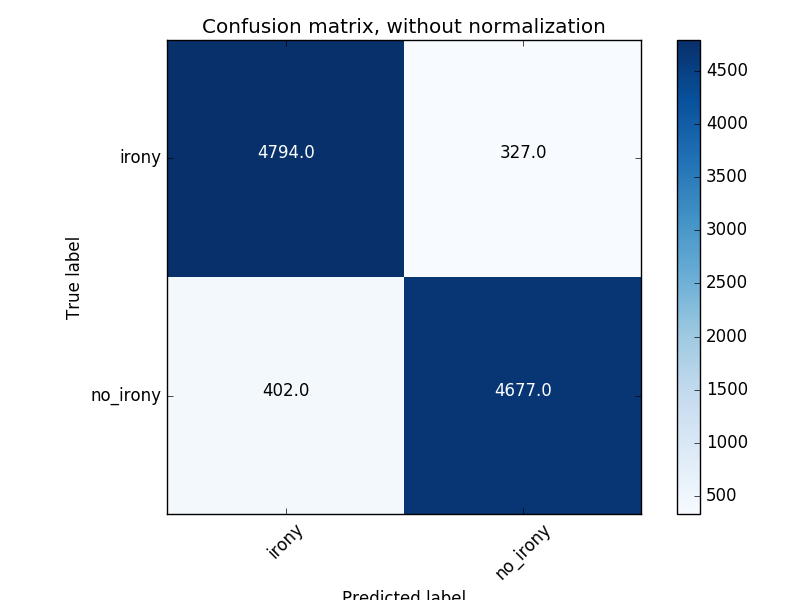 Confusion matrix, without normalization
irony
4794.0
327.0
no_irony
402.0
4677.0
True label
irony
no_irony
Predicted label
4500
4000
3500
3000
2500
2000
1500
1000
500